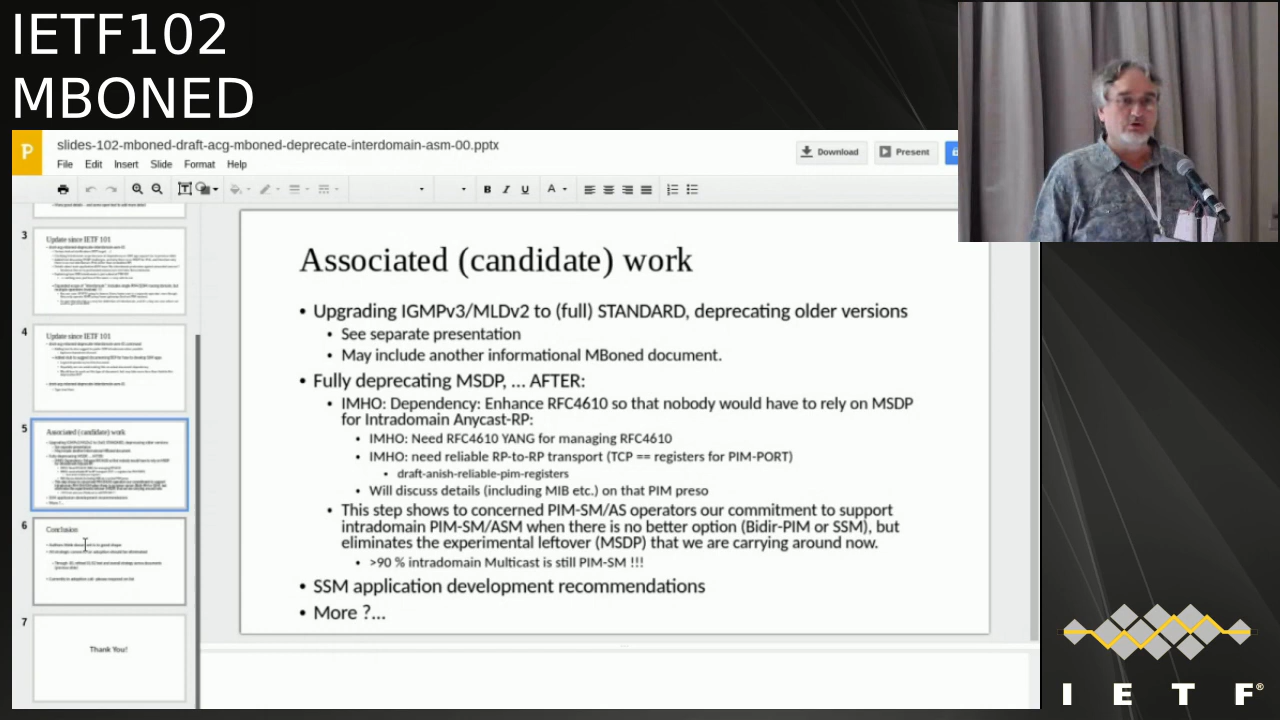 IETF102
MBONED
slides-102-mboned-draft-acg-mboned-deprecate-interdomain-asm-00.pptx
File Edit Insert Slide Format Help
Download Present
B I U A
3
Update since IETF 101
4
Update since IETF 101
5
Associated (candidate) work
6
Conclusion
7
Thank You!
Associated (candidate) work
• Upgrading IGMPv3/MLDv2 to (full) STANDARD, deprecating older versions
• See separate presentation
• May include another informational MBoned document.
• Fully deprecating MSDP, ... AFTER:
• IMHO: Dependency: Enhance RFC4610 so that nobody would have to rely on MSDP
for Intradomain Anycast-RP:
• IMHO: Need RFC4610 YANG for managing RFC4610
• IMHO: need reliable RP-to-RP transport (TCP == registers for PIM-PORT)
• draft-anish-reliable-pim-registers
• Will discuss details (including MIB etc.) on that PIM preso
• This step shows to concerned PIM-SM/AS operators our commitment to support
intradomain PIM-SM/ASM when there is no better option (Bidir-PIM or SSM), but
eliminates the experimental leftover (MSDP) that we are carrying around now.
• >90 % intradomain Multicast is still PIM-SM !!!
• SSM application development recommendations
• More ?...
I E T F®